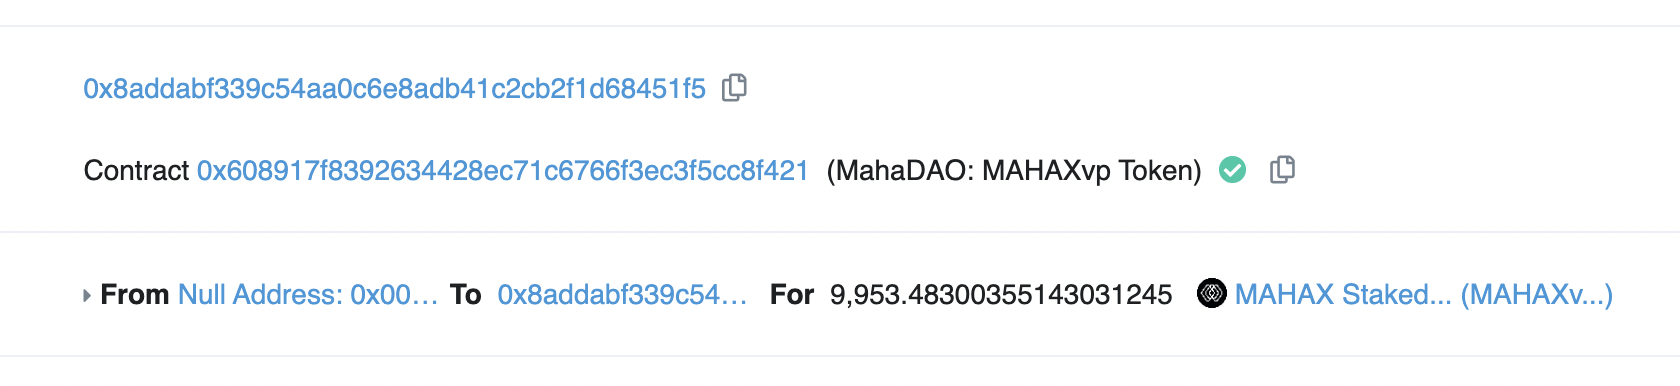 0x8addabf339c54aa0c6e8adb41c2cb2f1d68451f5
Contract 0x608917f8392634428ec71c6766f3ec3f5cc8f421 (MahaDAO: MAHAXvp Token)
From Null Address: 0x00... To 0x8addabf339c54... For 9,953.48300355143031245 MAHAX Staked... (MAHAXv...)